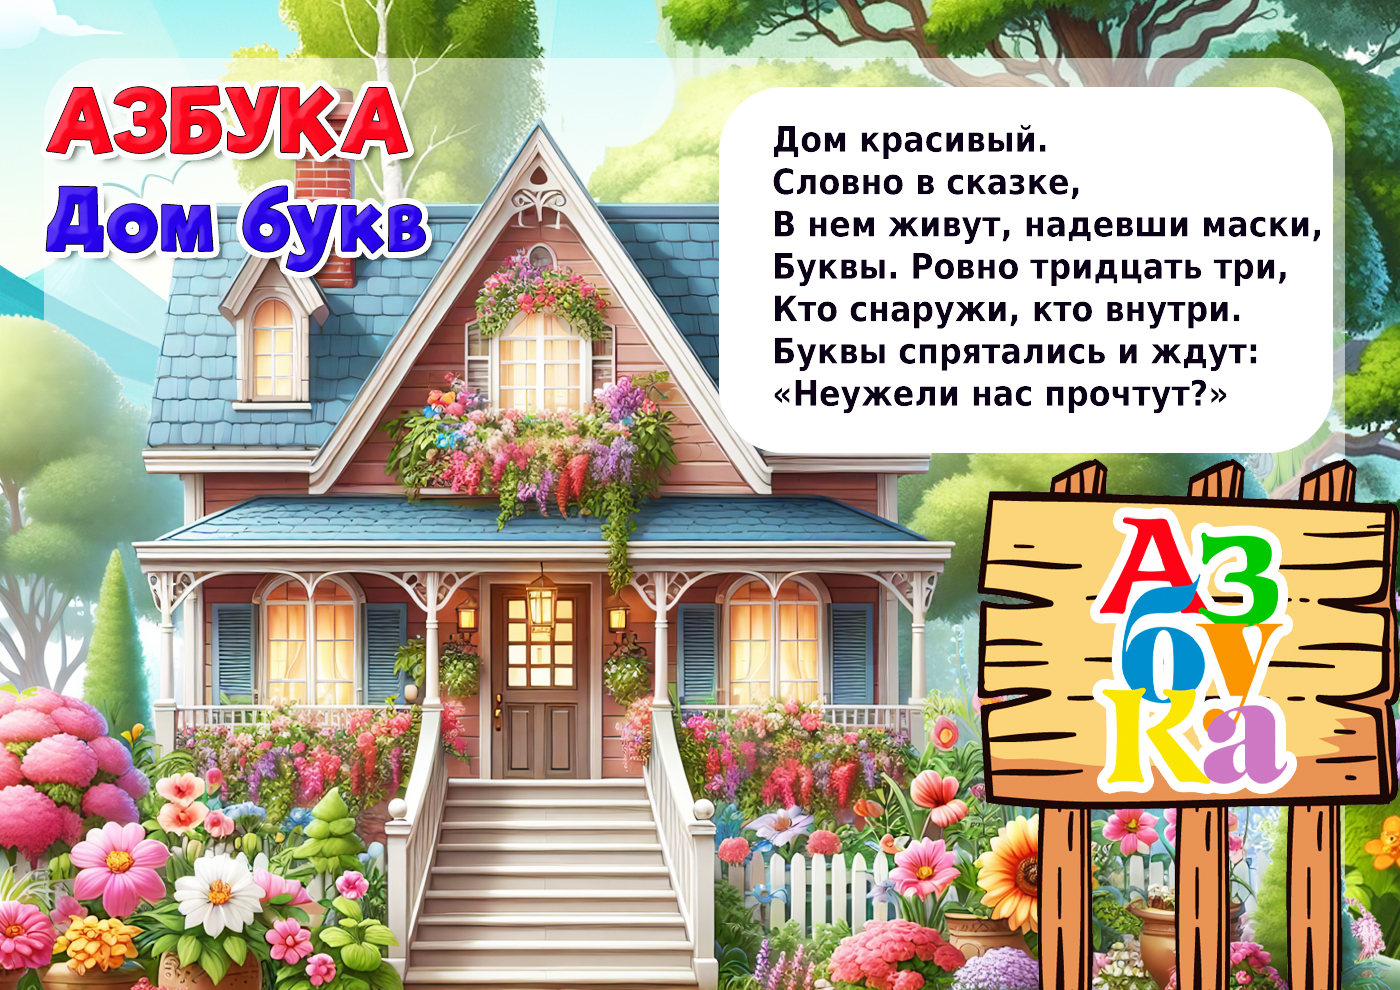 АЗБУКА
Дом букв
Дом красивый.
Словно в сказке,
В нем живут, надевши маски,
Буквы. Ровно тридцать три,
Кто снаружи, кто внутри.
Буквы спрятались и ждут:
«Неужели нас прочтут?»
Аз
бу
ка